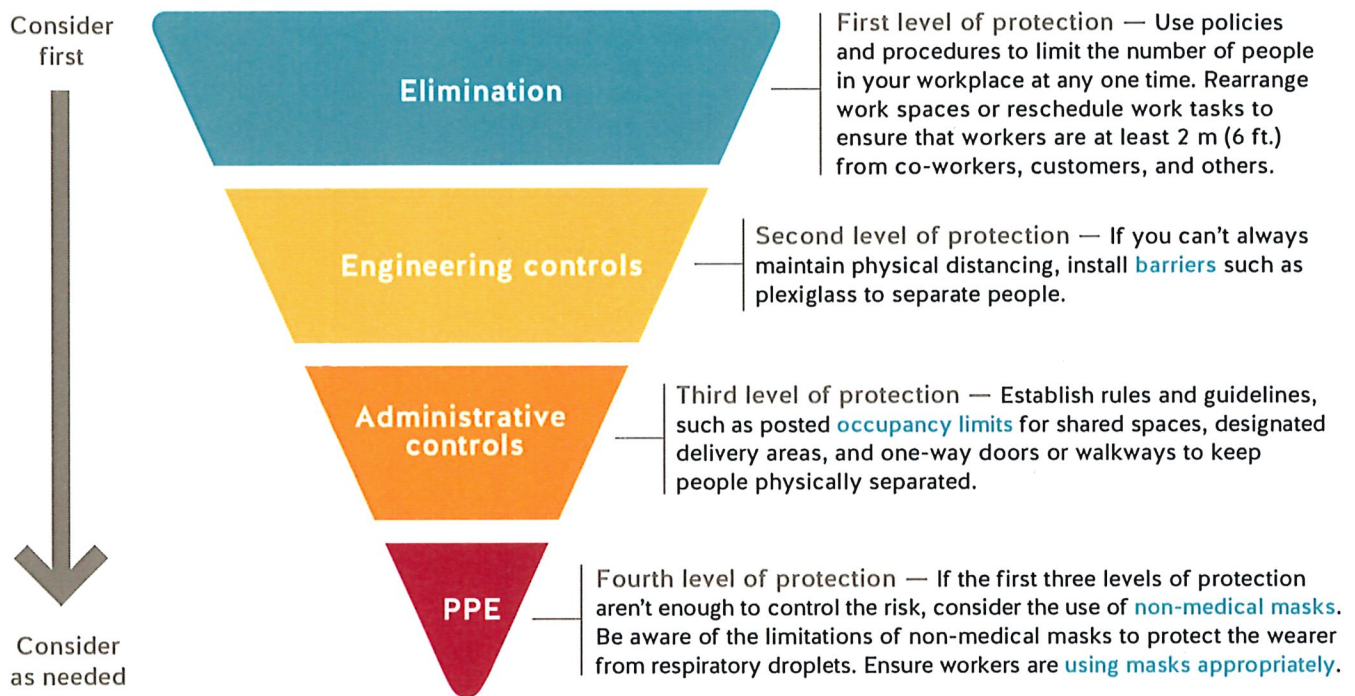 Consider
first
Elimination
First level of protection — Use policies
and procedures to limit the number of people
in your workplace at any one time. Rearrange
work spaces or reschedule work tasks to
ensure that workers are at least 2 m (6 ft.)
from co-workers, customers, and others.
Engineering controls
Second level of protection — If you can't always
maintain physical distancing, install barriers such as
plexiglass to separate people.
Administrative
controls
Third level of protection — Establish rules and guidelines,
such as posted occupancy limits for shared spaces, designated
delivery areas, and one-way doors or walkways to keep
people physically separated.
PPE
Fourth level of protection — If the first three levels of protection
aren't enough to control the risk, consider the use of non-medical masks.
Be aware of the limitations of non-medical masks to protect the wearer
from respiratory droplets. Ensure workers are using masks appropriately.
Consider
as needed